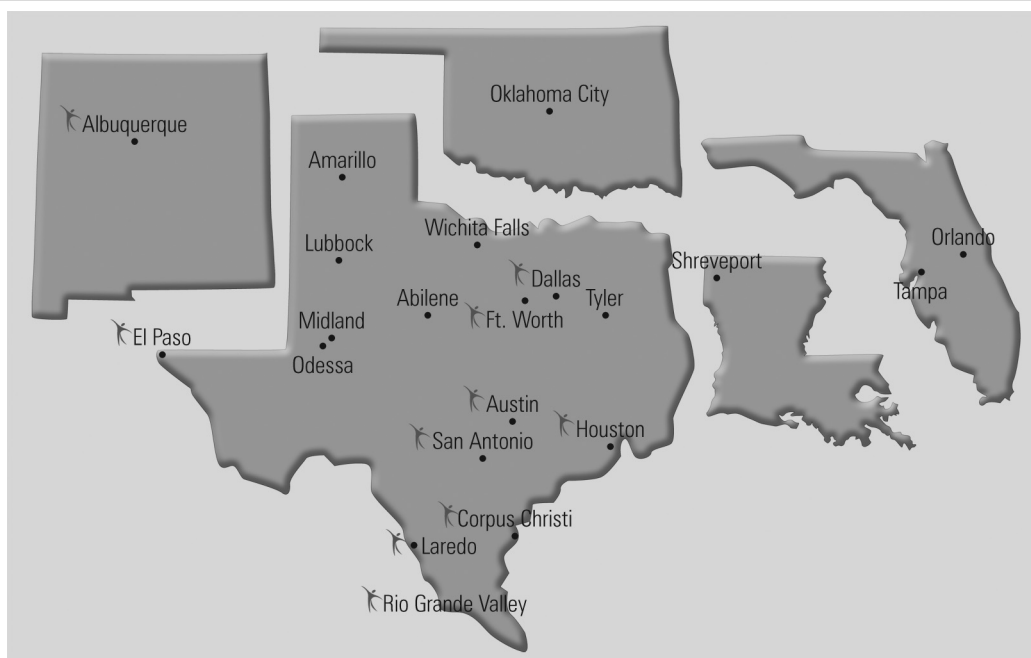 Oklahoma City
Albuquerque
Amarillo
Wichita Falls
Lubbock
Orlando
Shreveport
Dallas
Tampa
Abilene
Tyler
Ft. Worth
Midland
El Paso
Odessa
Austin
Houston
San Antonio
Corpus Christi
Laredo
Rio Grande Valley